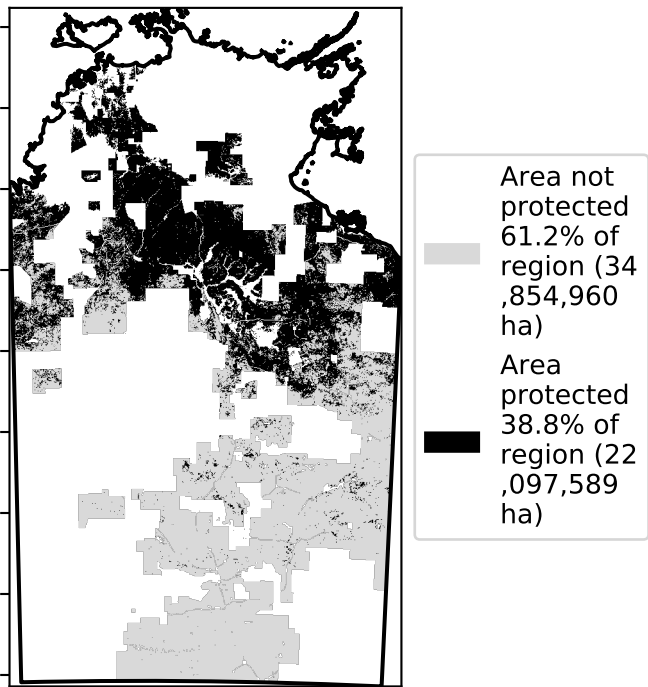 Area not
protected
61.2% of
region (34
,854,960
ha)
Area
protected
38.8% of
region (22
,097,589
ha)